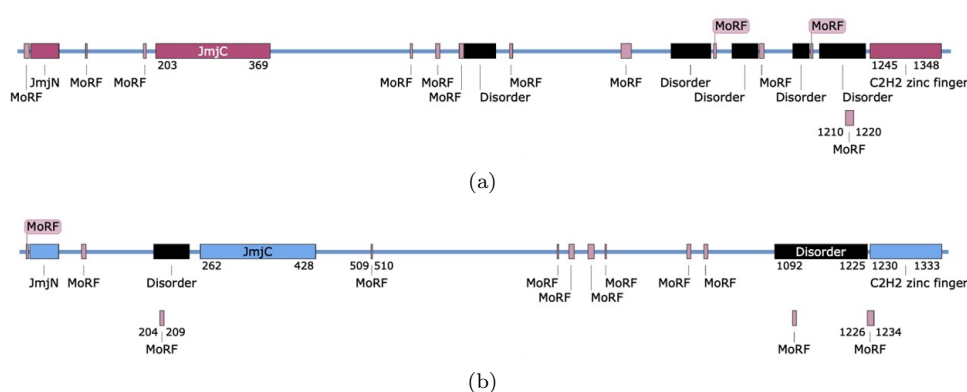 MoRF MoRF
JmjC
203 369 1245 1348
JmjN MoRF MoRF MoRF MoRF MoRF MoRF Disorder MoRF C2H2 zinc finger
MoRF MoRF Disorder Disorder Disorder Disorder
1210 1220
MoRF
(a)
MoRF
JmjC Disorder
262 428 509 510 1092 1225 1230 1333
JmjN MoRF Disorder MoRF MoRF MoRF MoRF MoRF C2H2 zinc finger
MoRF MoRF
204 209 1226 1234
MoRF MoRF MoRF
(b)